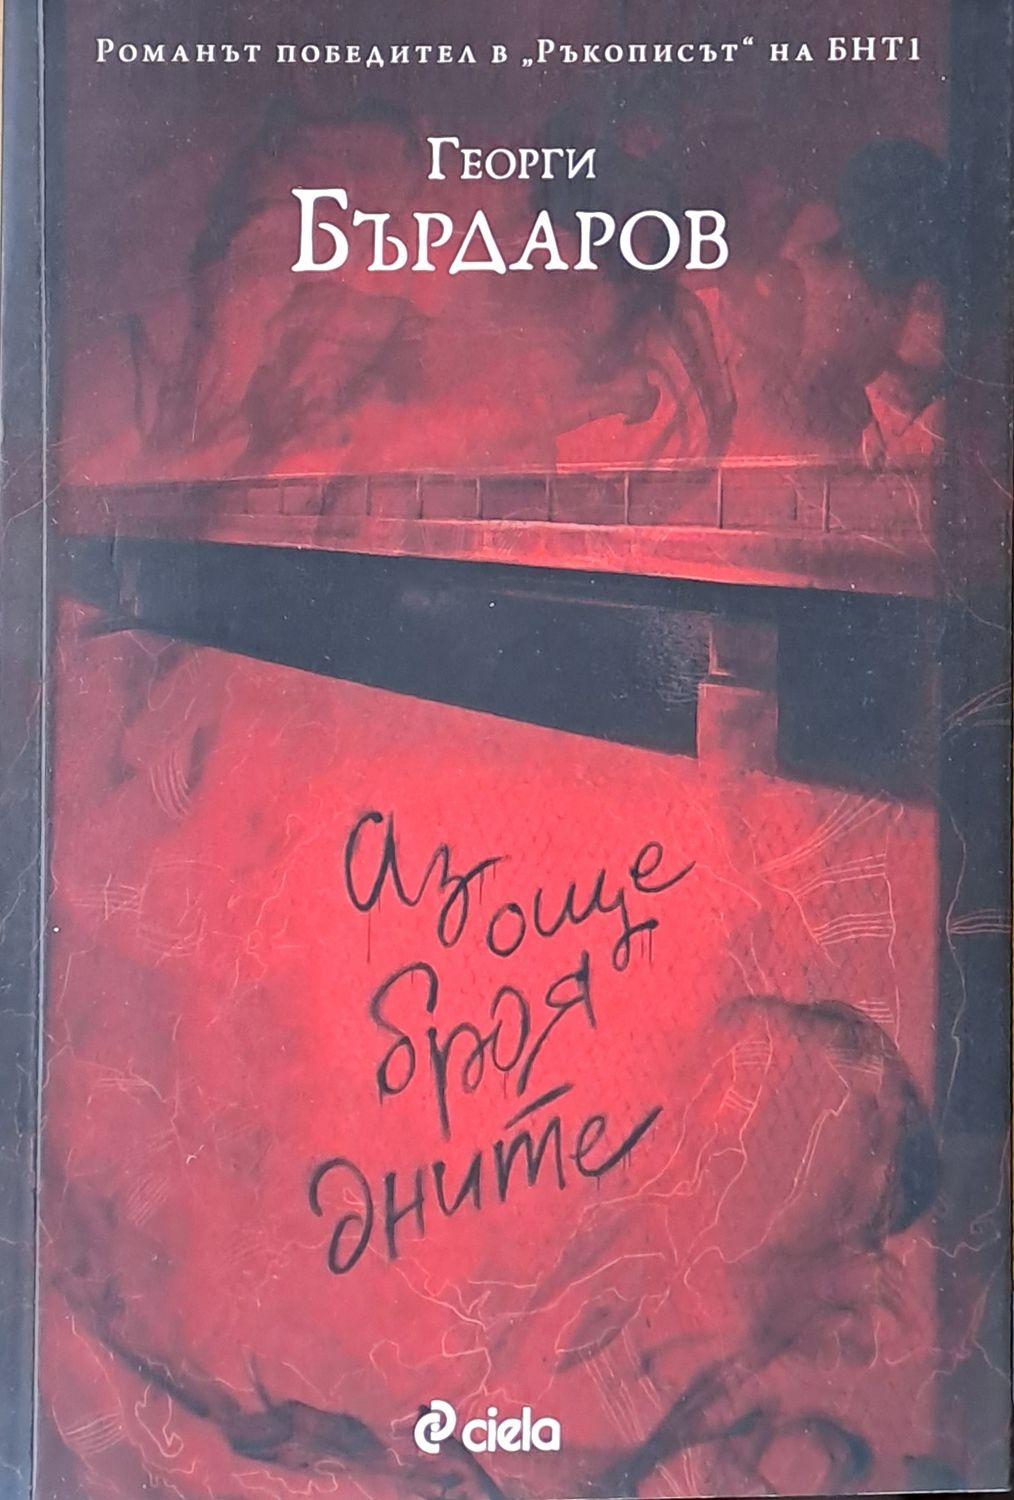 Романът победител в „Ръкописът“ на БНТ1
Георги
Бърдаров
Аз още
броя
дните
ciela